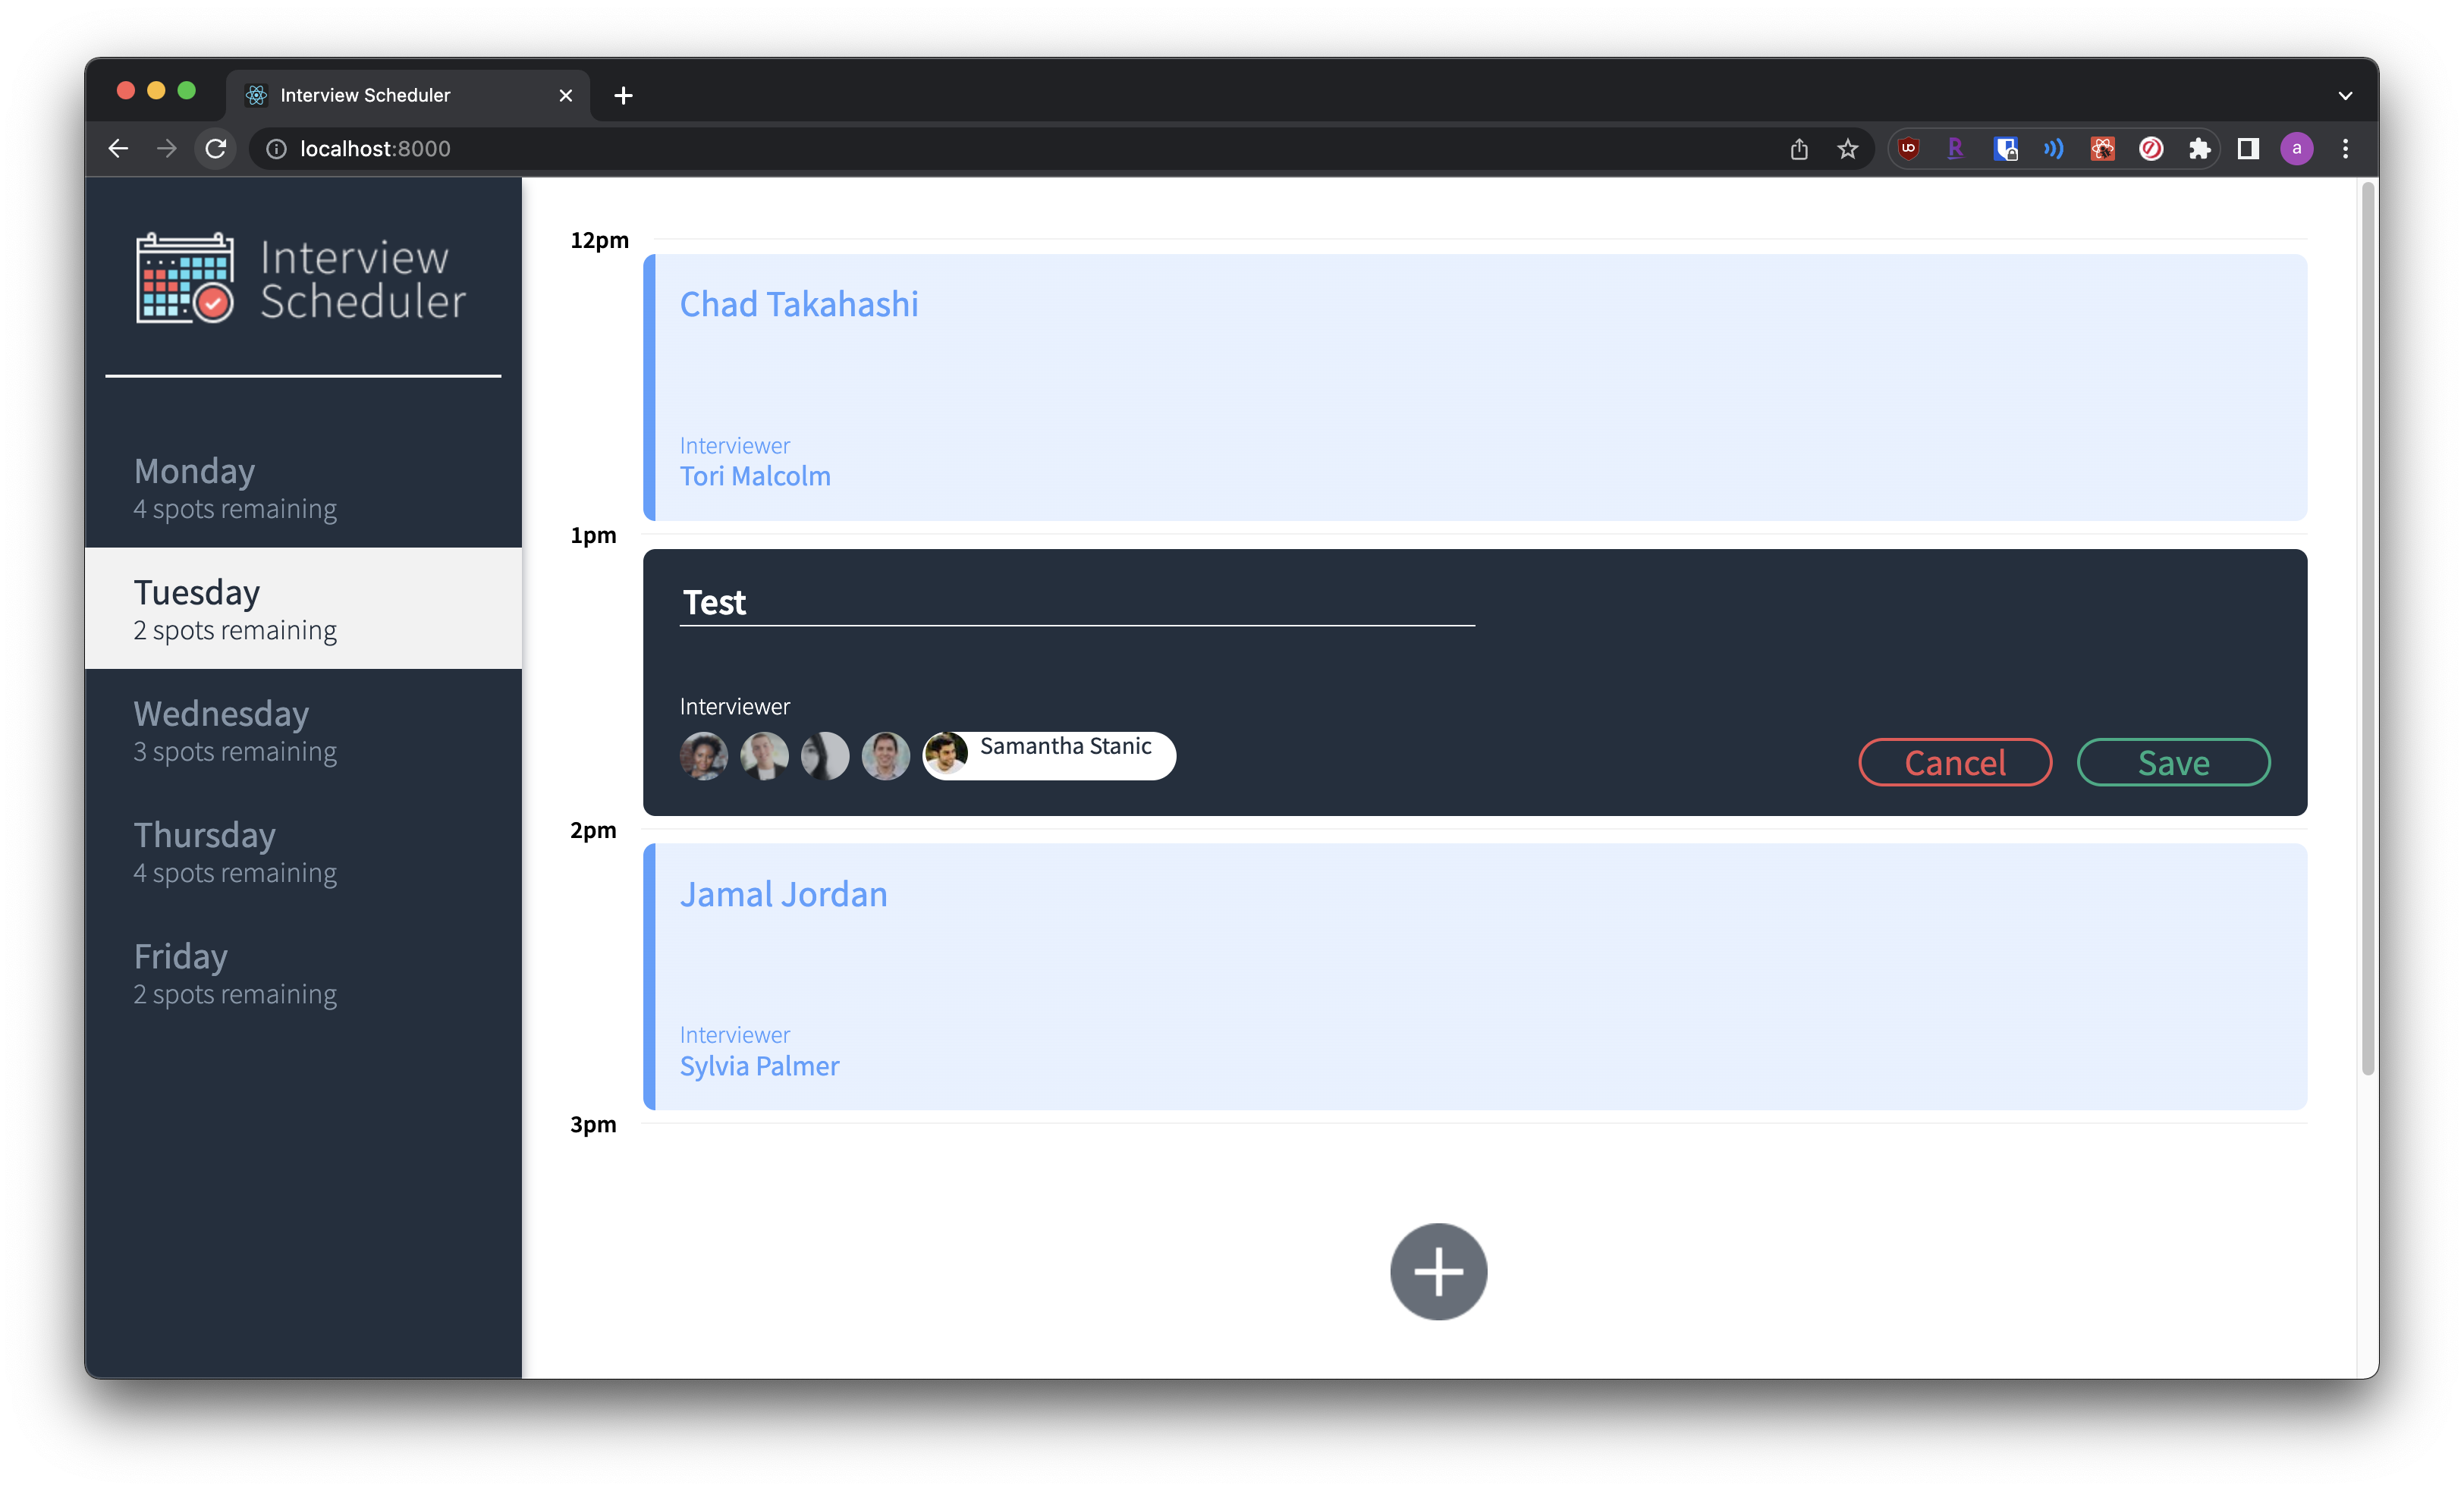 Interview Scheduler
localhost:8000
a
Interview
Scheduler
Monday
4 spots remaining
Tuesday
2 spots remaining
Wednesday
3 spots remaining
Thursday
4 spots remaining
Friday
2 spots remaining
12pm
Chad Takahashi
Interviewer
Tori Malcolm
1pm
Test
Interviewer
Samantha Stanic
Cancel
Save
2pm
Jamal Jordan
Interviewer
Sylvia Palmer
3pm